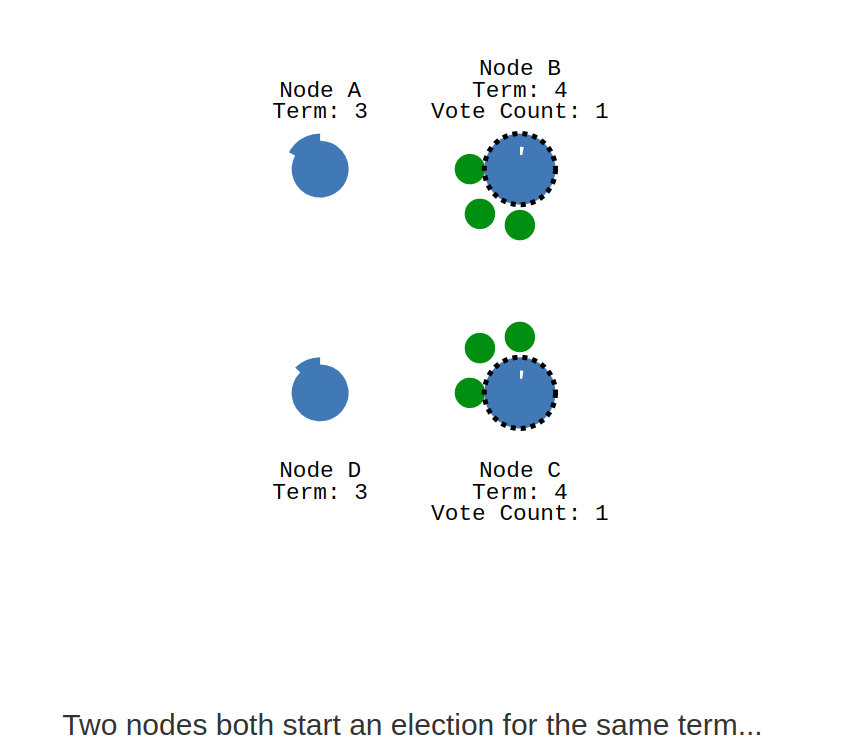 Node A
Term: 3
Node B
Term: 4
Vote Count: 1
Node D
Term: 3
Node C
Term: 4
Vote Count: 1
Two nodes both start an election for the same term...